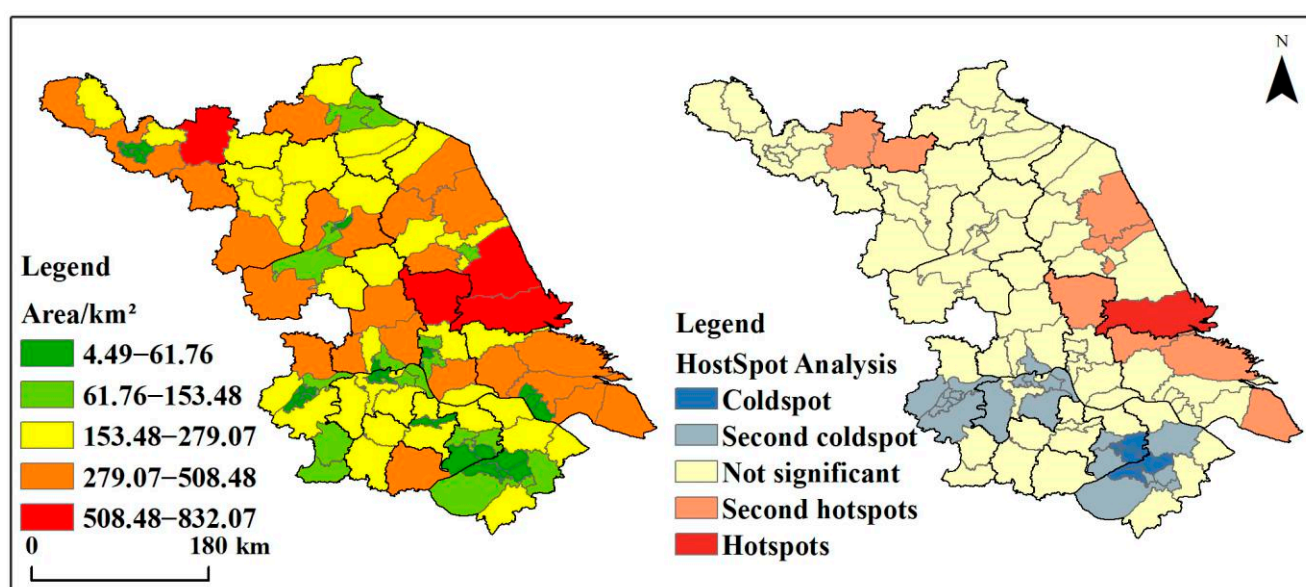 N
Legend
Area/km²
4.49–61.76
61.76–153.48
153.48–279.07
279.07–508.48
508.48–832.07
0 180 km
Legend
HostSpot Analysis
Coldspot
Second coldspot
Not significant
Second hotspots
Hotspots